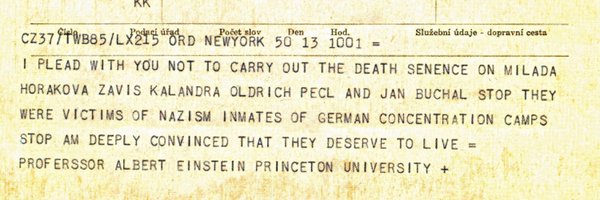 KK
Číslo Podací úřad Počet slov Den Hod. Služební údaje - dopravní cesta
CZ37/TWB85/LX215 ORD NEWYORK 50 13 1001 =
I PLEAD WITH YOU NOT TO CARRY OUT THE DEATH SENENCE ON MILADA
HORAKOVA ZAVIS KALANDRA OLDRICH PECL AND JAN BUCHAL STOP THEY
WERE VICTIMS OF NAZISM INMATES OF GERMAN CONCENTRATION CAMPS
STOP AM DEEPLY CONVINCED THAT THEY DESERVE TO LIVE =
PROFERSSOR ALBERT EINSTEIN PRINCETON UNIVERSITY +